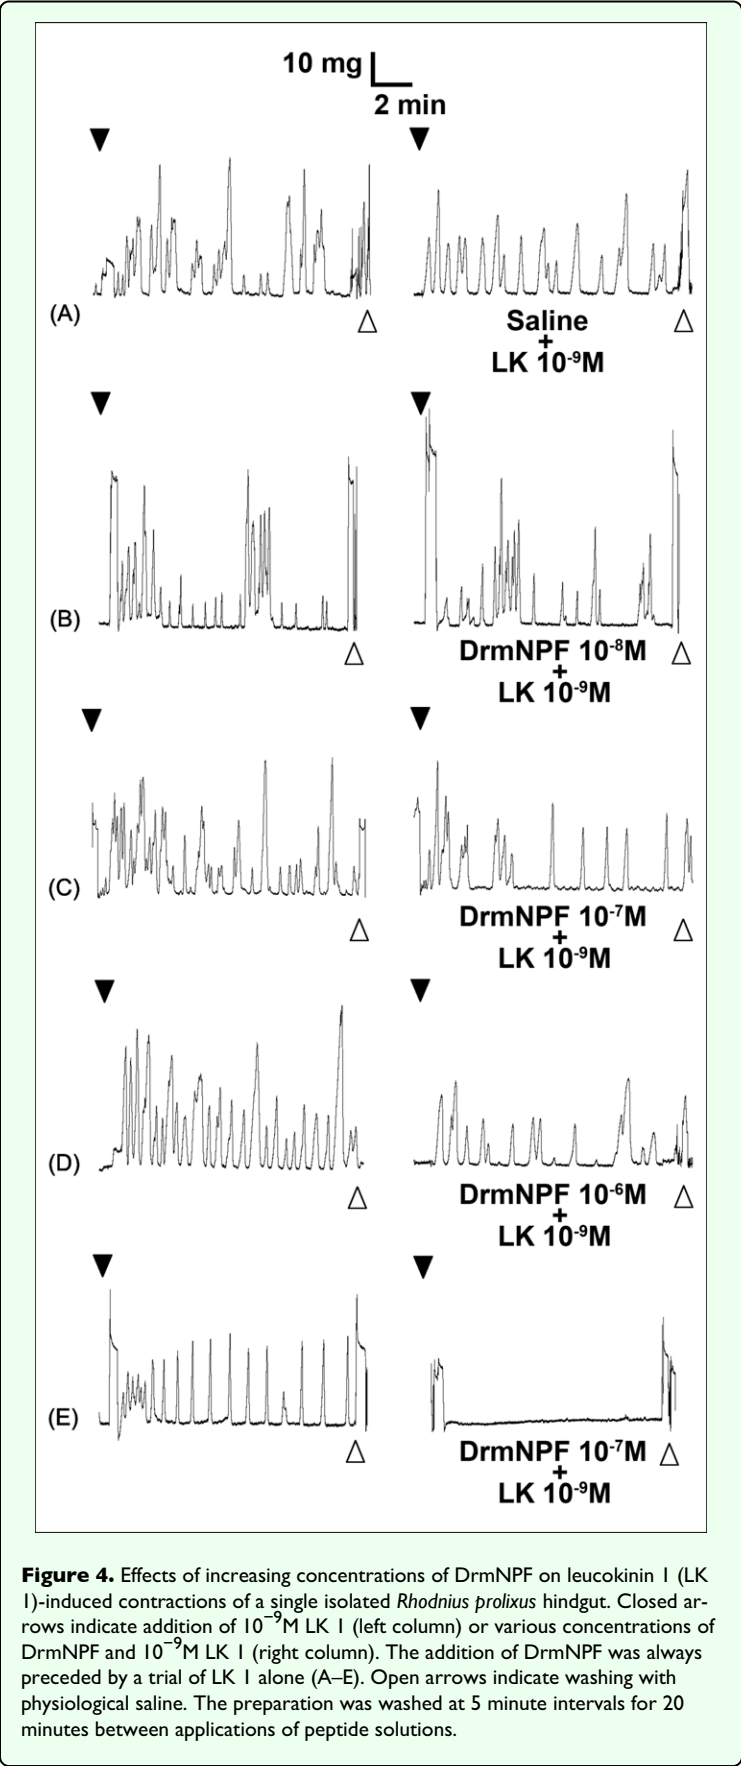 10 mg
2 min
(A)
Saline
+
LK 10⁻⁹M
(B)
DrmNPF 10⁻⁸M
+
LK 10⁻⁹M
(C)
DrmNPF 10⁻⁷M
+
LK 10⁻⁹M
(D)
DrmNPF 10⁻⁶M
+
LK 10⁻⁹M
(E)
DrmNPF 10⁻⁷M
+
LK 10⁻⁹M
Figure 4. Effects of increasing concentrations of DrmNPF on leucokinin 1 (LK
1)-induced contractions of a single isolated Rhodnius prolixus hindgut. Closed ar-
rows indicate addition of 10⁻⁹M LK 1 (left column) or various concentrations of
DrmNPF and 10⁻⁹M LK 1 (right column). The addition of DrmNPF was always
preceded by a trial of LK 1 alone (A–E). Open arrows indicate washing with
physiological saline. The preparation was washed at 5 minute intervals for 20
minutes between applications of peptide solutions.